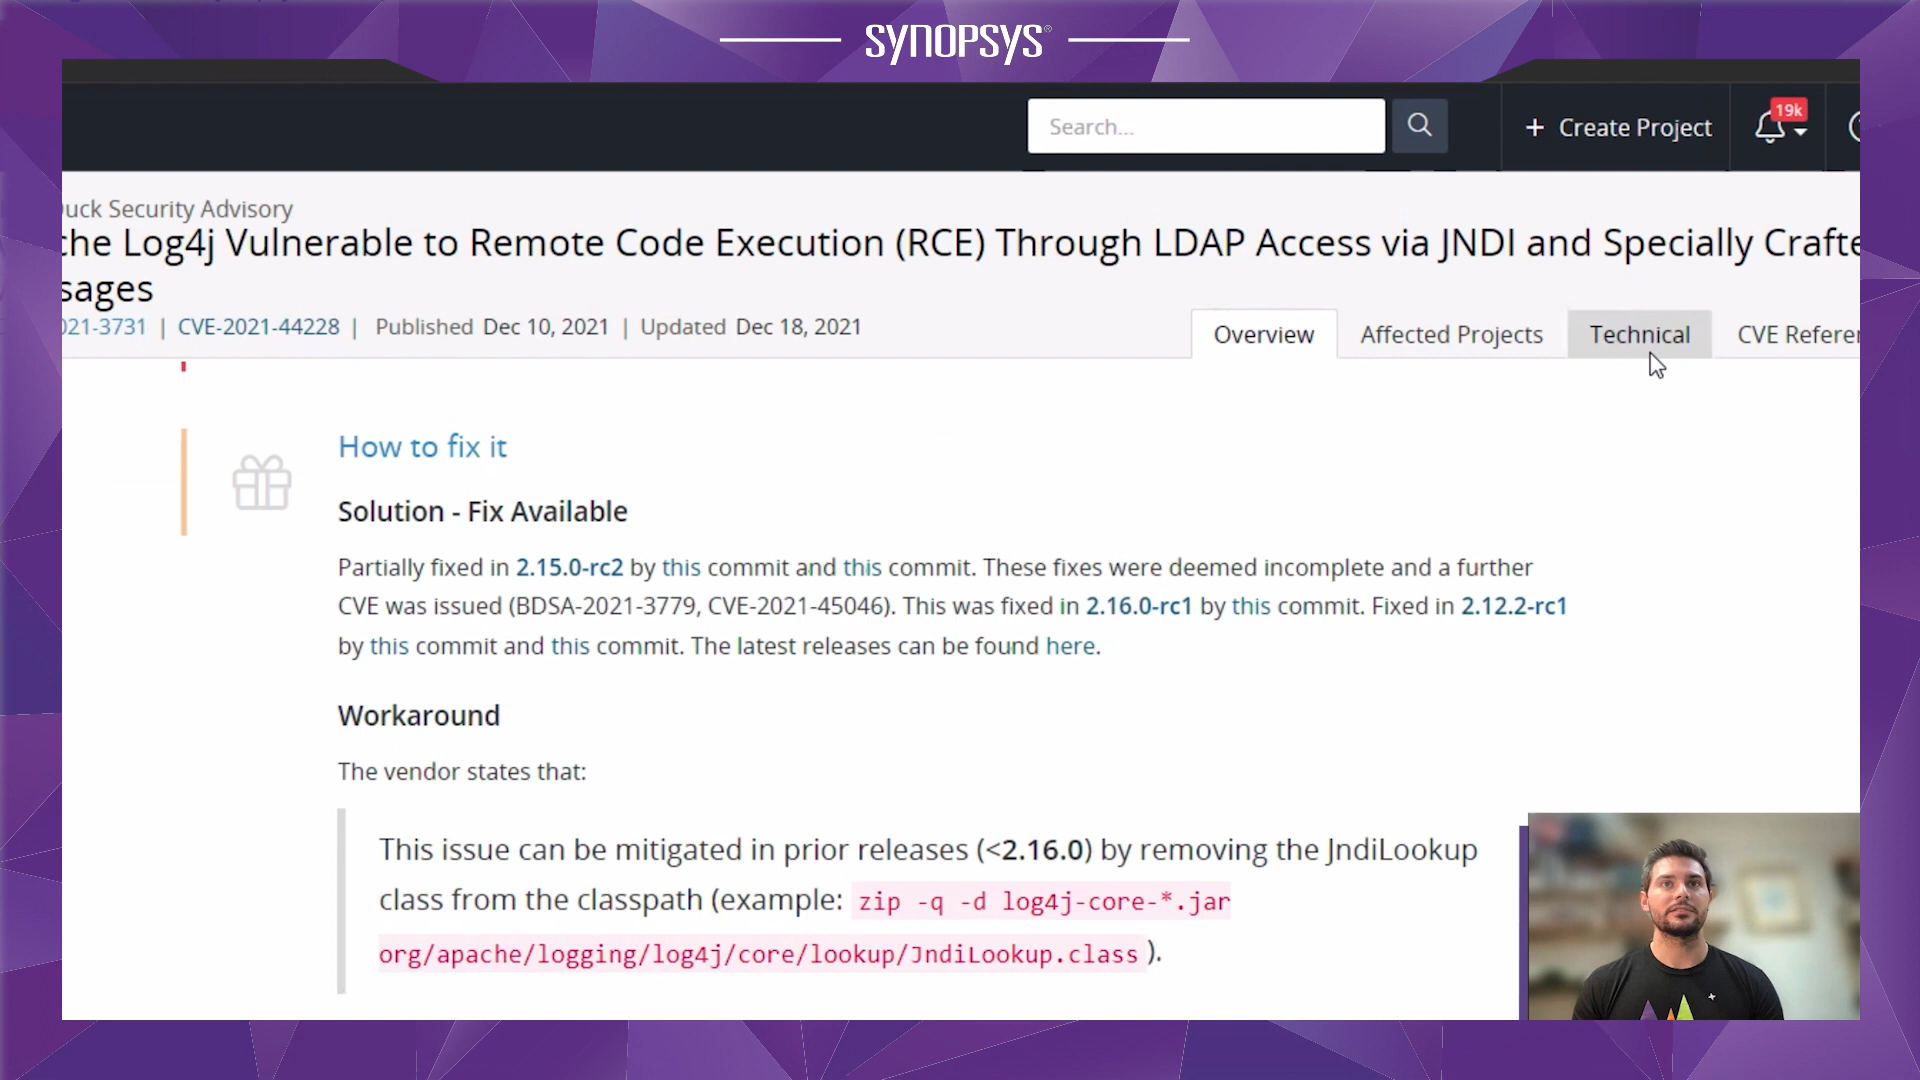 SYNOPSYS
Search...
+ Create Project
19k
Duck Security Advisory
che Log4j Vulnerable to Remote Code Execution (RCE) Through LDAP Access via JNDI and Specially Crafte
sages
021-3731 | CVE-2021-44228 | Published Dec 10, 2021 | Updated Dec 18, 2021
Overview
Affected Projects
Technical
CVE Referen
How to fix it
Solution - Fix Available
Partially fixed in 2.15.0-rc2 by this commit and this commit. These fixes were deemed incomplete and a further
CVE was issued (BDSA-2021-3779, CVE-2021-45046). This was fixed in 2.16.0-rc1 by this commit. Fixed in 2.12.2-rc1
by this commit and this commit. The latest releases can be found here.
Workaround
The vendor states that:
This issue can be mitigated in prior releases (<2.16.0) by removing the JndiLookup
class from the classpath (example: zip -q -d log4j-core-*.jar
org/apache/logging/log4j/core/lookup/JndiLookup.class ).